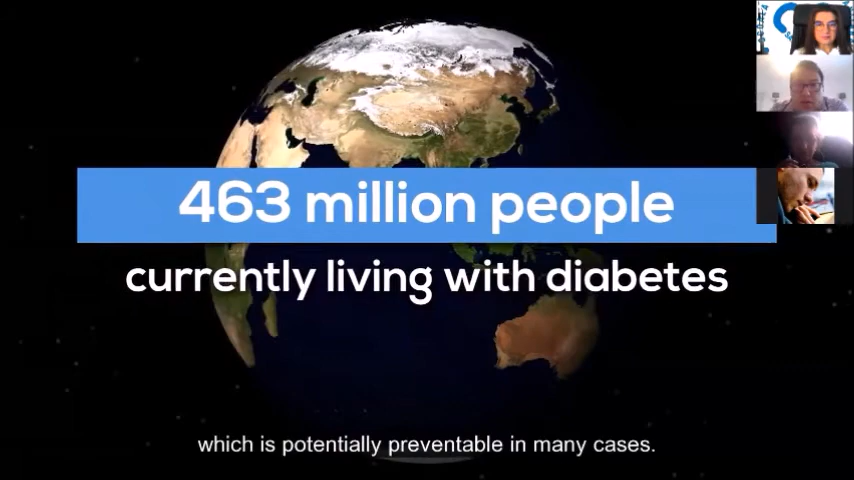 463 million people
currently living with diabetes
which is potentially preventable in many cases.